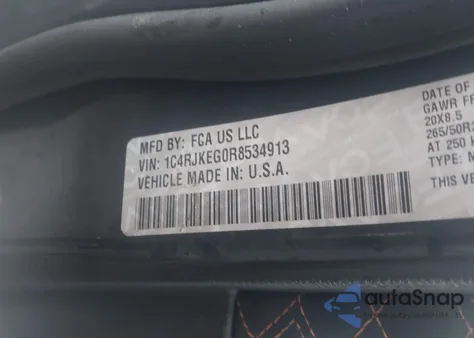 MFD BY: FCA US LLC
VIN: 1C4RJKEG0R8534913
VEHICLE MADE IN: U.S.A.
DATE OF
GAWR FR
20X8.5
265/50R
AT 250 k
TYPE: M
VE
autoSnap